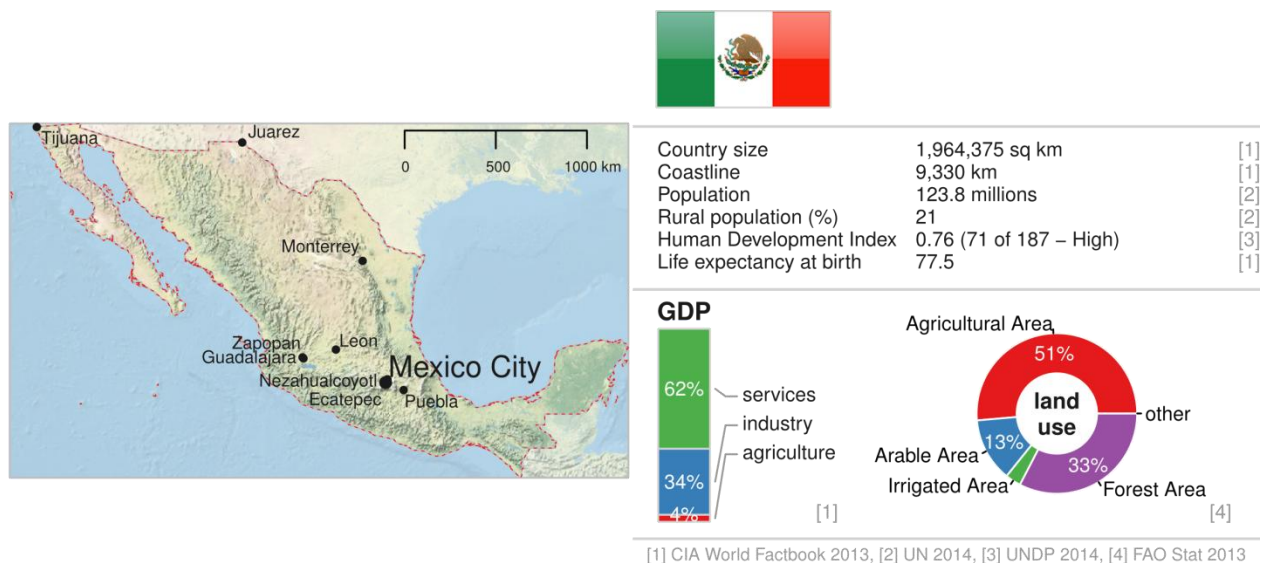 Tijuana
Juarez
0 500 1000 km
Monterrey
Zapopan
Leon
Guadalajara
Mexico City
Nezahualcoyotl
Ecatepec
Puebla
Country size 1,964,375 sq km [1]
Coastline 9,330 km [1]
Population 123.8 millions [2]
Rural population (%) 21 [2]
Human Development Index 0.76 (71 of 187 – High) [3]
Life expectancy at birth 77.5 [1]
GDP
62%
services
industry
agriculture
34%
4%
[1]
Agricultural Area
51%
land
use
other
13%
Arable Area
33%
Irrigated Area
Forest Area
[4]
[1] CIA World Factbook 2013, [2] UN 2014, [3] UNDP 2014, [4] FAO Stat 2013